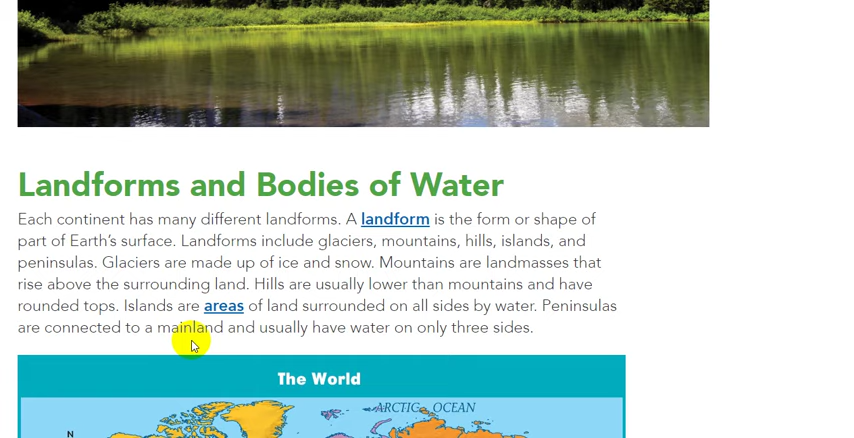 Landforms and Bodies of Water
Each continent has many different landforms. A landform is the form or shape of
part of Earth’s surface. Landforms include glaciers, mountains, hills, islands, and
peninsulas. Glaciers are made up of ice and snow. Mountains are landmasses that
rise above the surrounding land. Hills are usually lower than mountains and have
rounded tops. Islands are areas of land surrounded on all sides by water. Peninsulas
are connected to a mainland and usually have water on only three sides.
The World
ARCTIC OCEAN
N